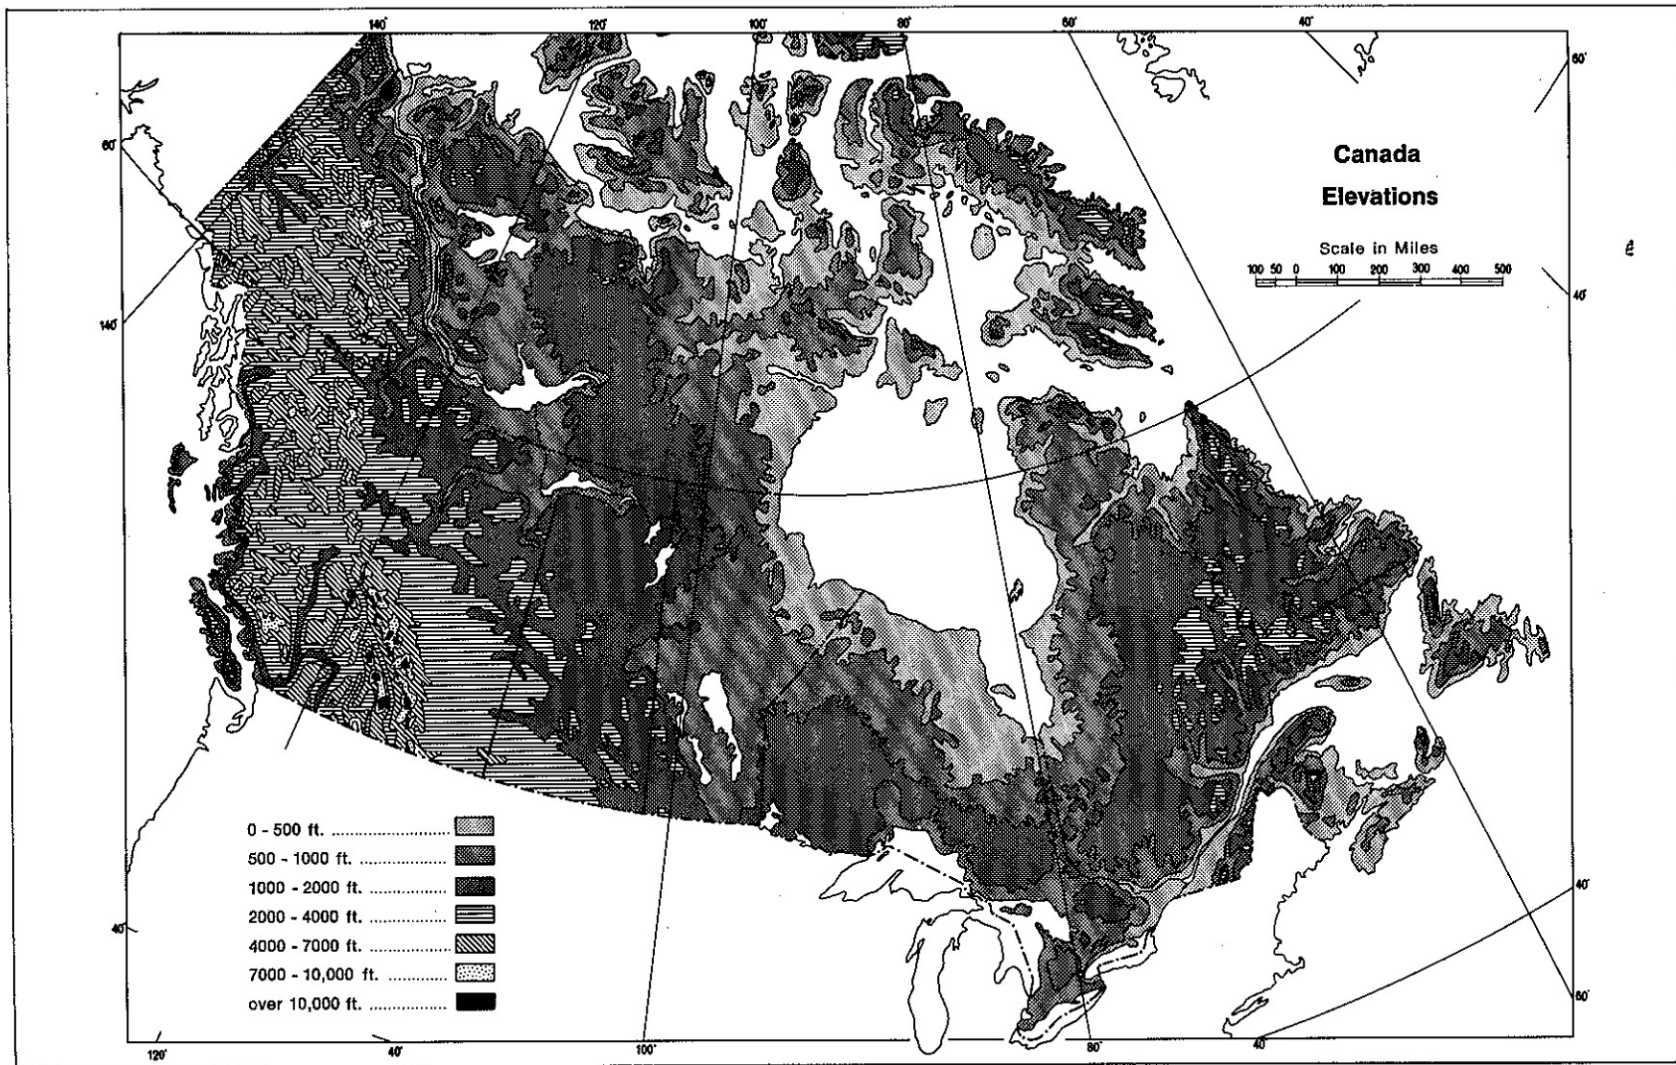 140° 120° 100° 80° 60° 40°
60°
60°
Canada
Elevations
Scale in Miles
100 50 0 100 200 300 400 500
40°
140°
0 - 500 ft.
500 - 1000 ft.
1000 - 2000 ft.
2000 - 4000 ft.
4000 - 7000 ft.
7000 - 10,000 ft.
over 10,000 ft.
40°
40°
60°
120° 40° 100° 80° 40°